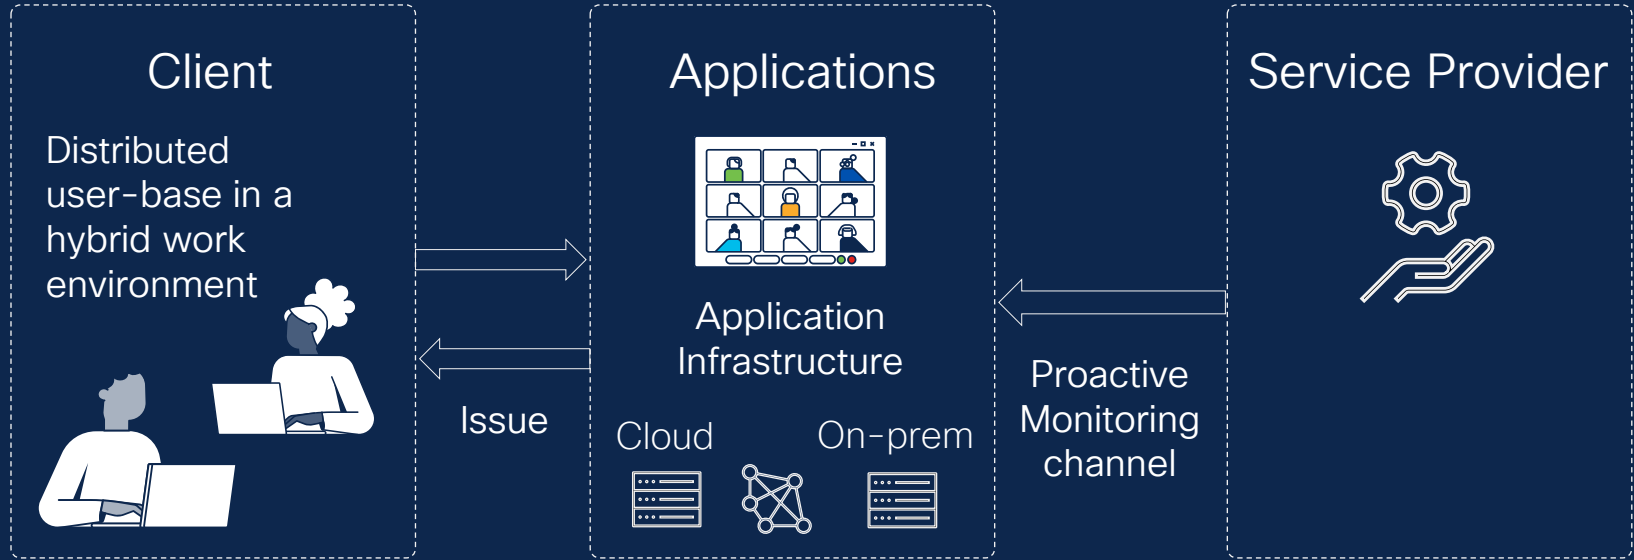 Client
Distributed
user-base in a
hybrid work
environment
Issue
Applications
Application
Infrastructure
Cloud
On-prem
Proactive
Monitoring
channel
Service Provider